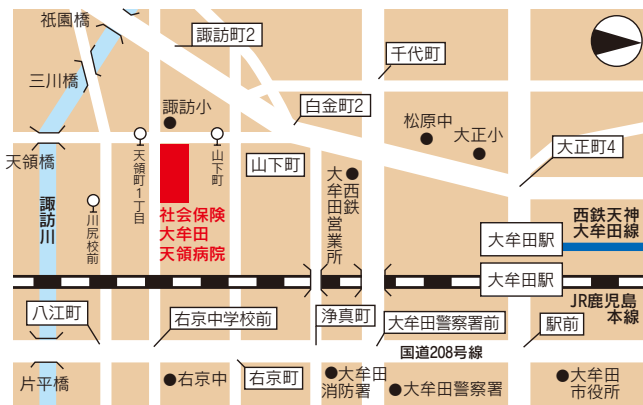 祇園橋
諏訪町2
千代町
三川橋
諏訪小
白金町2
松原中
大正小
天領橋
天領町1丁目
山下町
山下町
大正町4
西鉄
大牟田営業所
諏訪川
川尻校前
社会保険
大牟田
天領病院
西鉄天神
大牟田線
大牟田駅
大牟田駅
JR鹿児島
本線
八江町
右京中学校前
浄真町
大牟田警察署前
駅前
国道208号線
片平橋
右京中
右京町
大牟田
消防署
大牟田警察署
大牟田
市役所